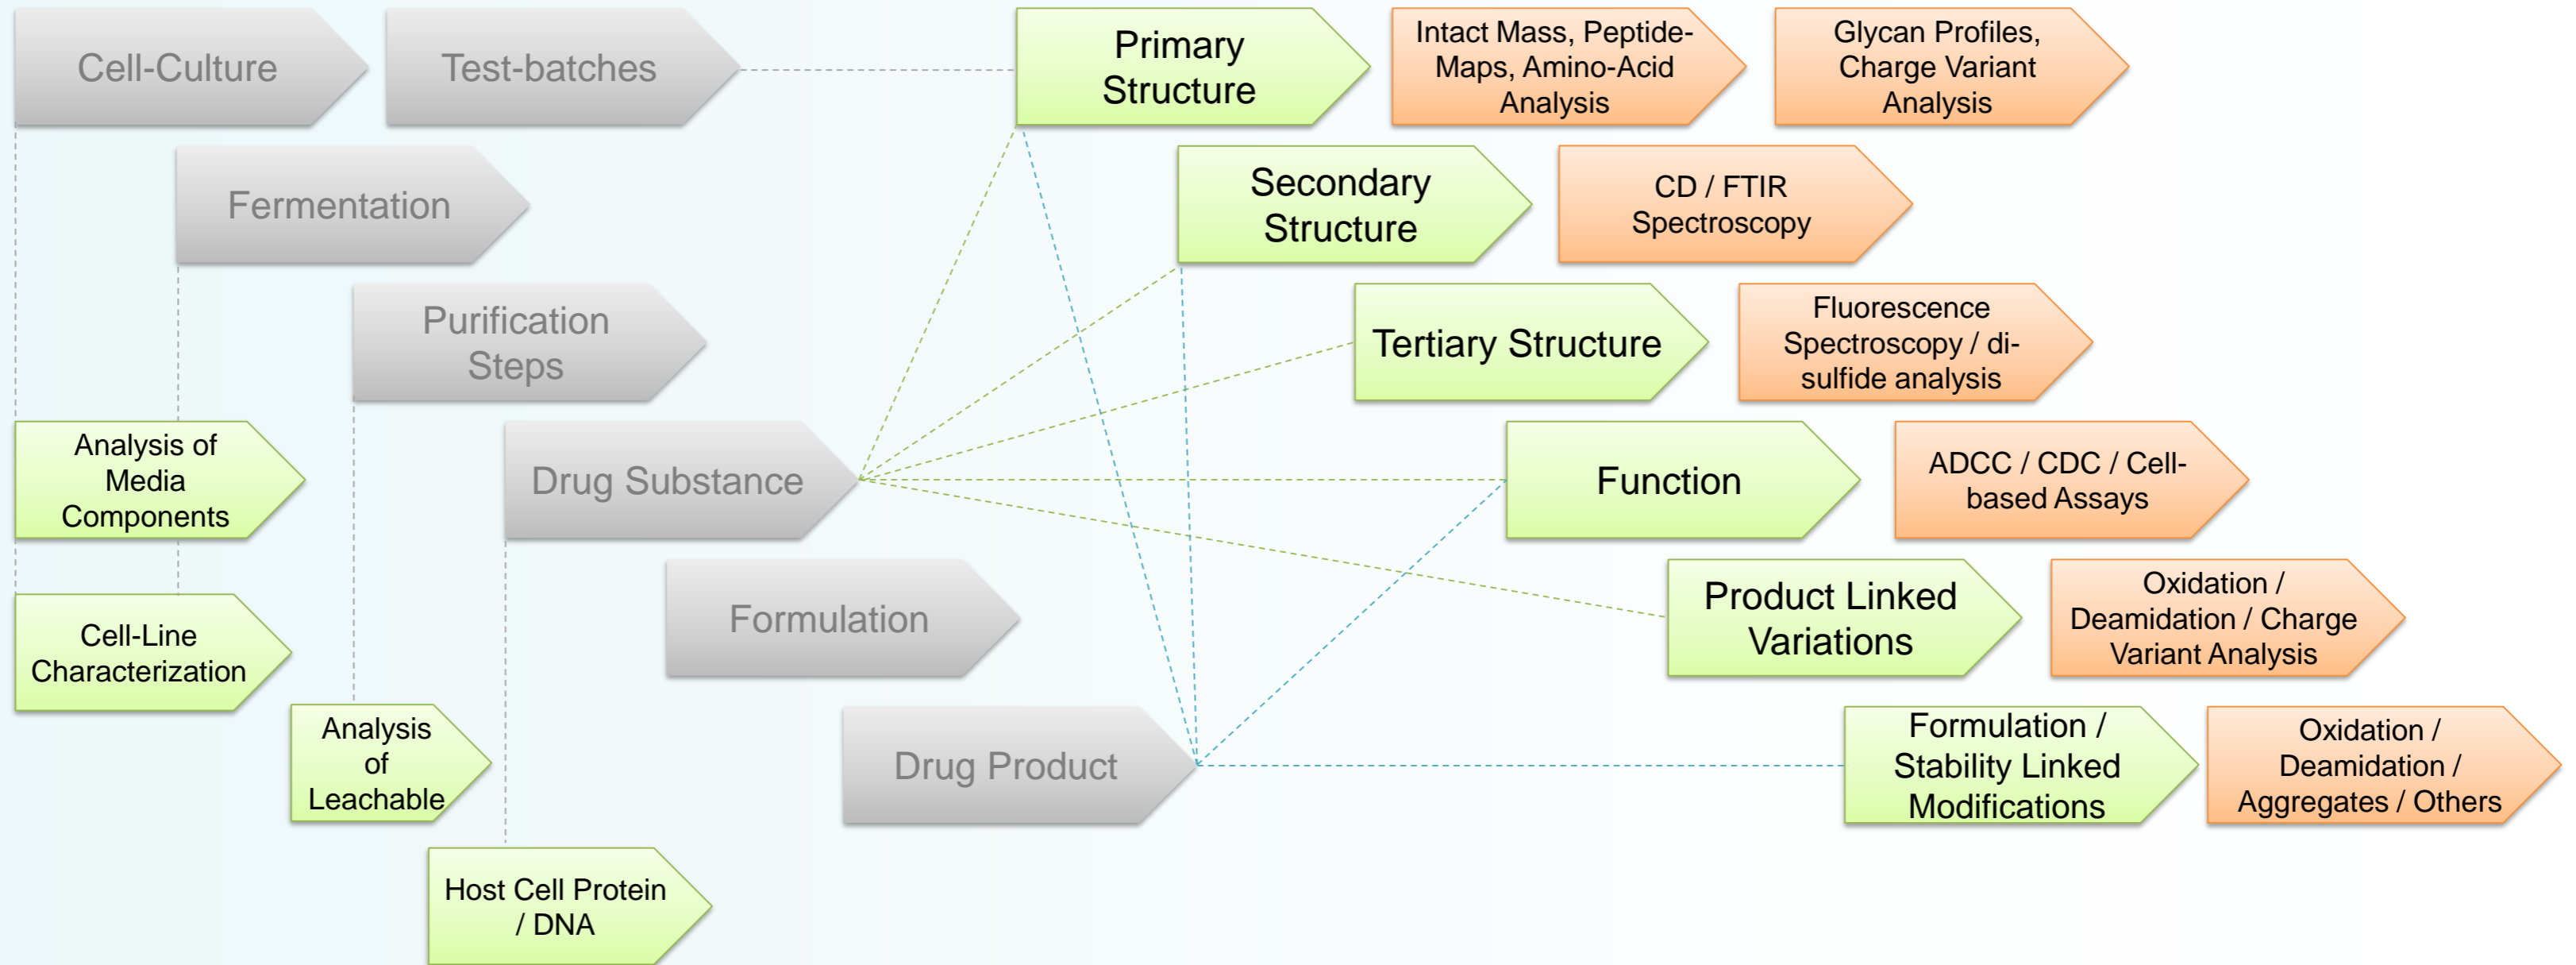 Cell-Culture
Test-batches
Primary
Structure
Intact Mass, Peptide-
Maps, Amino-Acid
Analysis
Glycan Profiles,
Charge Variant
Analysis
Fermentation
Secondary
Structure
CD / FTIR
Spectroscopy
Purification
Steps
Tertiary Structure
Fluorescence
Spectroscopy / di-
sulfide analysis
Analysis of
Media
Components
Drug Substance
Function
ADCC / CDC / Cell-
based Assays
Cell-Line
Characterization
Formulation
Product Linked
Variations
Oxidation /
Deamidation / Charge
Variant Analysis
Analysis
of
Leachable
Drug Product
Formulation /
Stability Linked
Modifications
Oxidation /
Deamidation /
Aggregates / Others
Host Cell Protein
/ DNA